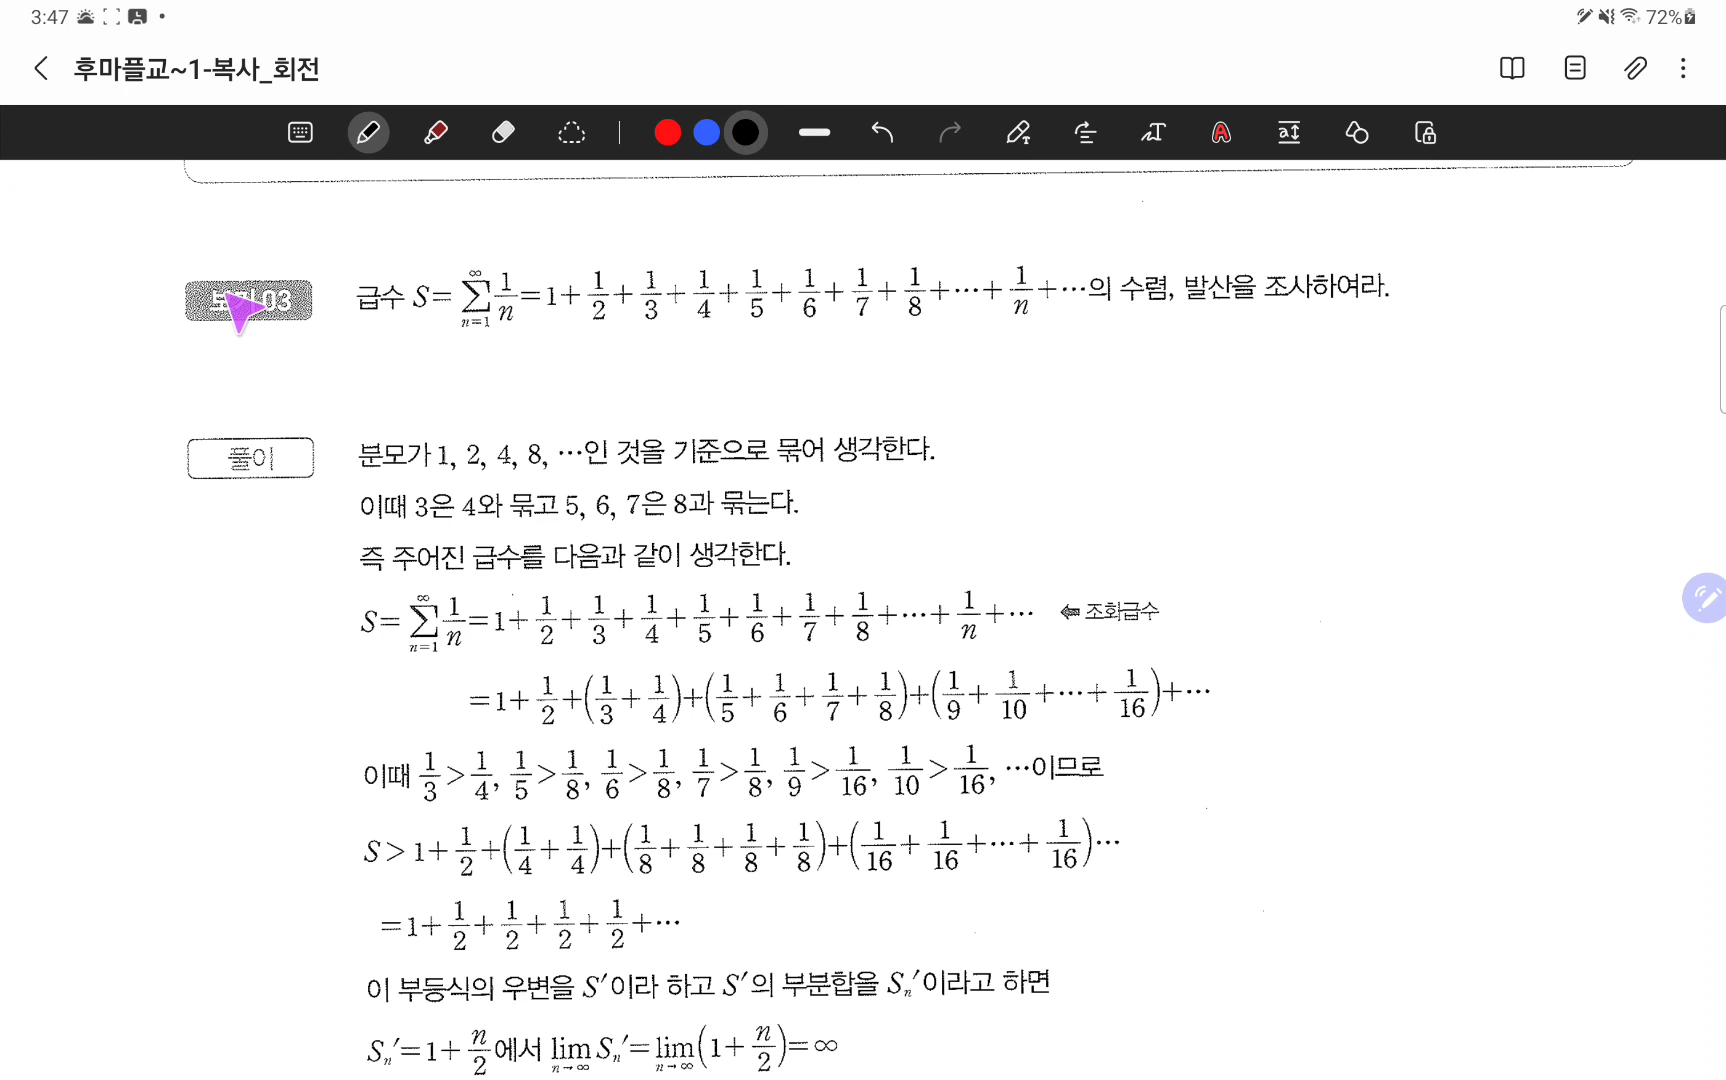 3:47
72%
후마플교~1-복사_회전
03
급수 S=∑_{n=1}^{∞} 1/n=1+1/2+1/3+1/4+1/5+1/6+1/7+1/8+⋯+1/n+⋯의 수렴, 발산을 조사하여라.
풀이
분모가 1, 2, 4, 8, ⋯인 것을 기준으로 묶어 생각한다.
이때 3은 4와 묶고 5, 6, 7은 8과 묶는다.
즉 주어진 급수를 다음과 같이 생각한다.
S=∑_{n=1}^{∞} 1/n=1+1/2+1/3+1/4+1/5+1/6+1/7+1/8+⋯+1/n+⋯ ⇐ 조화급수
=1+1/2+(1/3+1/4)+(1/5+1/6+1/7+1/8)+(1/9+1/10+⋯+1/16)+⋯
이때 1/3>1/4, 1/5>1/8, 1/6>1/8, 1/7>1/8, 1/9>1/16, 1/10>1/16, ⋯이므로
S>1+1/2+(1/4+1/4)+(1/8+1/8+1/8+1/8)+(1/16+1/16+⋯+1/16)⋯
=1+1/2+1/2+1/2+1/2+⋯
이 부등식의 우변을 S′이라 하고 S′의 부분합을 Sₙ′이라고 하면
Sₙ′=1+n/2에서 lim_{n→∞} Sₙ′=lim_{n→∞}(1+n/2)=∞